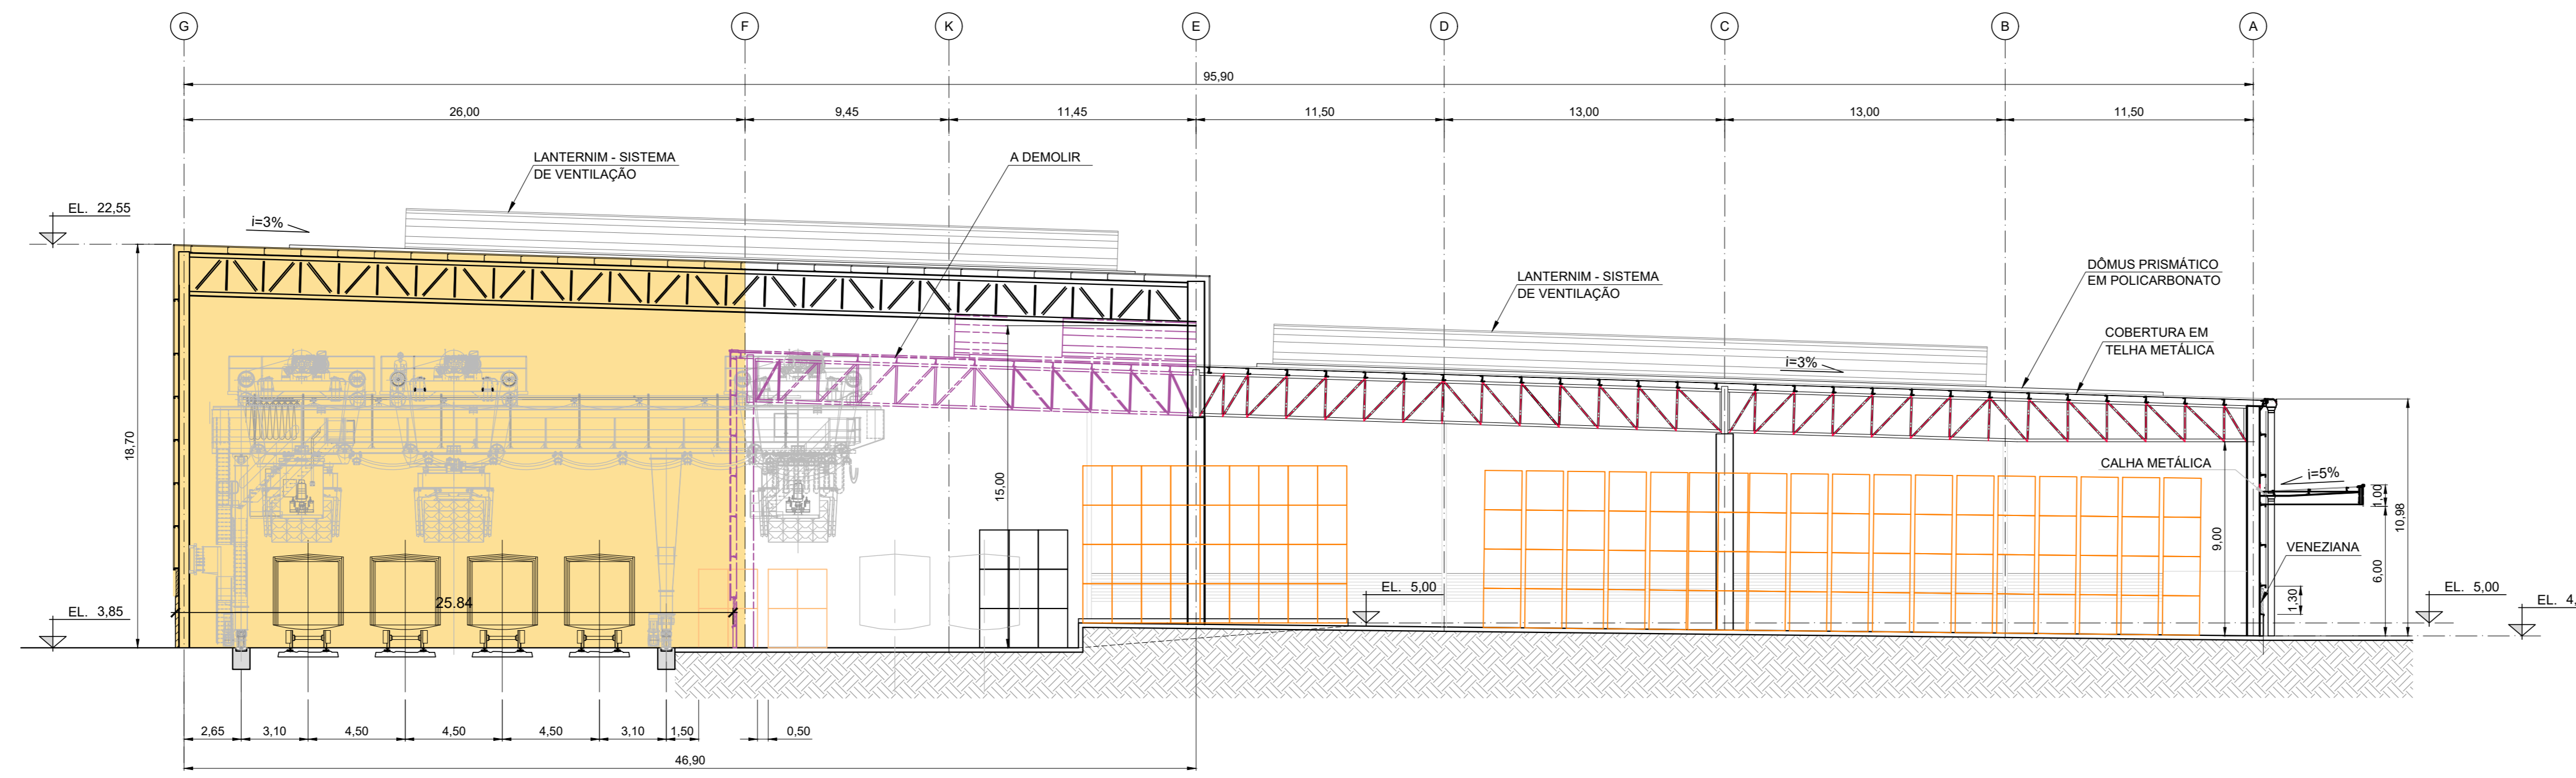 G F K E D C B A
95,90
26,00 9,45 11,45 11,50 13,00 13,00 11,50
LANTERNIM - SISTEMA
DE VENTILAÇÃO
A DEMOLIR
EL. 22,55
i=3%
LANTERNIM - SISTEMA
DE VENTILAÇÃO
DÔMUS PRISMÁTICO
EM POLICARBONATO
COBERTURA EM
TELHA METÁLICA
i=3%
18,70
15,00
9,00
CALHA METÁLICA
i=5%
1,00
10,98
6,00
VENEZIANA
1,30
EL. 3,85
25.84
EL. 5,00
EL. 5,00
EL. 4,
2,65 3,10 4,50 4,50 4,50 3,10 1,50 0,50
46,90